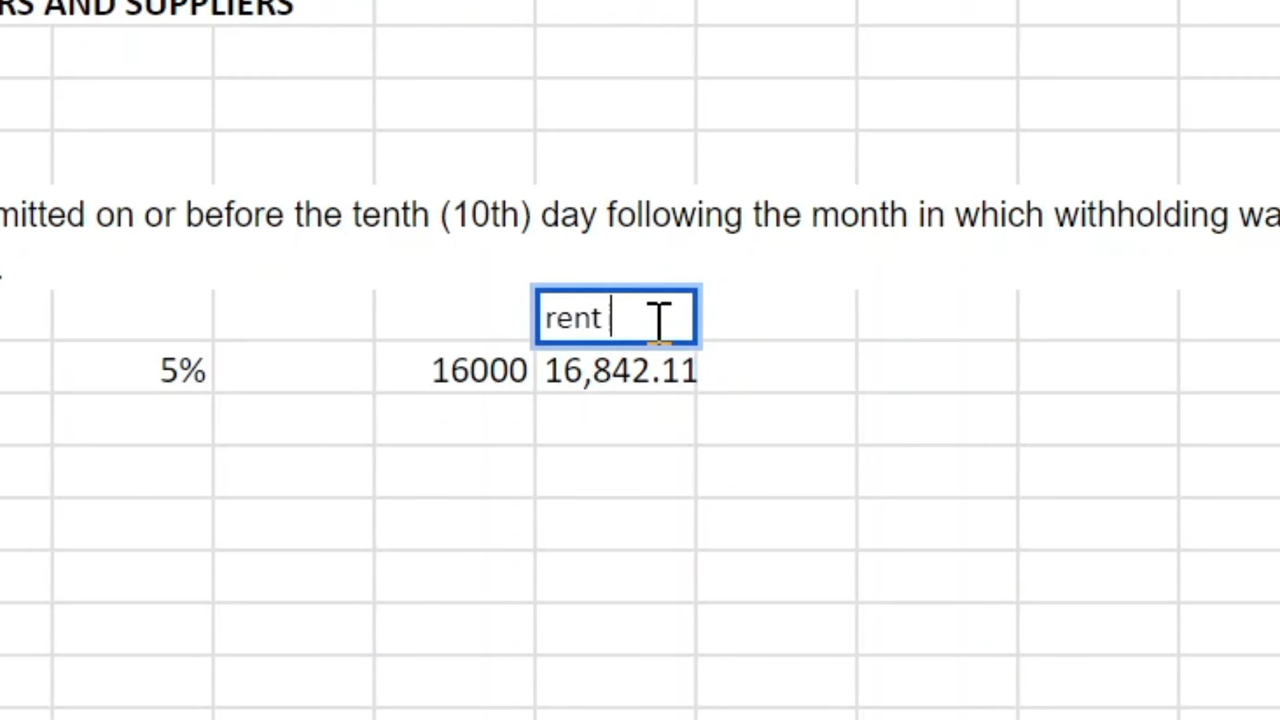 RS AND SUPPLIERS
mitted on or before the tenth (10th) day following the month in which withholding wa
.
rent
5% 16000 16,842.11